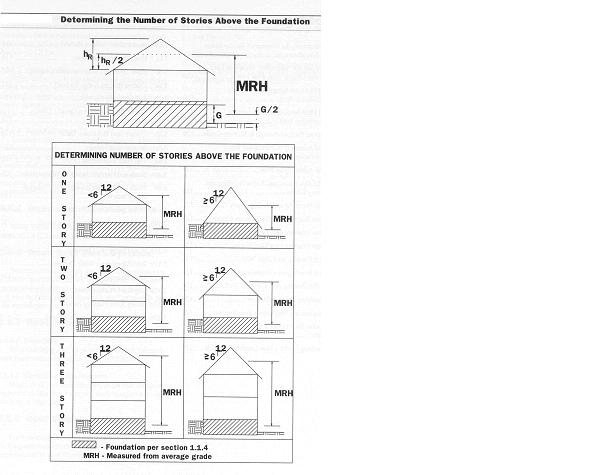 Determining the Number of Stories Above the Foundation
hR
hR/2
MRH
G
G/2
DETERMINING NUMBER OF STORIES ABOVE THE FOUNDATION
ONE STORY
<6
12
MRH
≥6
12
MRH
TWO STORY
<6
12
MRH
≥6
12
MRH
THREE STORY
<6
12
MRH
≥6
12
MRH
- Foundation per section 1.1.4
MRH - Measured from average grade